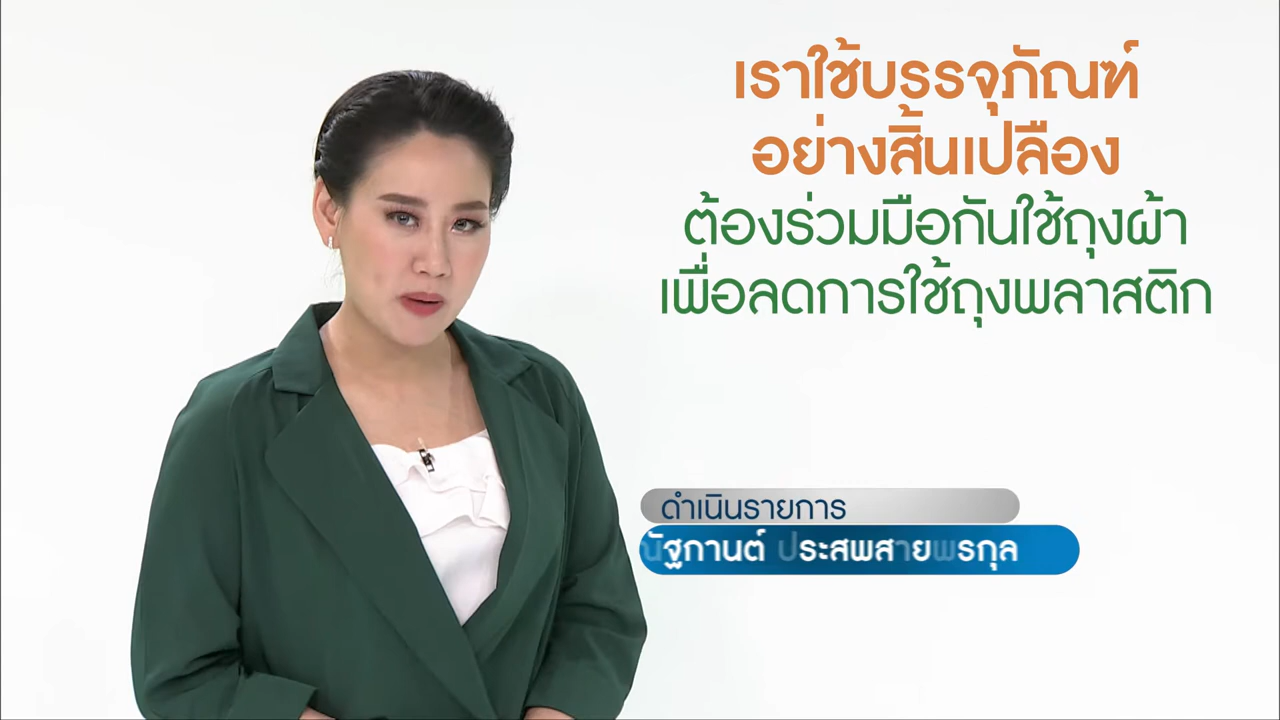 เราใช้บรรจุภัณฑ์
อย่างสิ้นเปลือง
ต้องร่วมมือกันใช้ถุงผ้า
เพื่อลดการใช้ถุงพลาสติก
ดำเนินรายการ
ณัฐกานต์ ประสพสายพรกุล